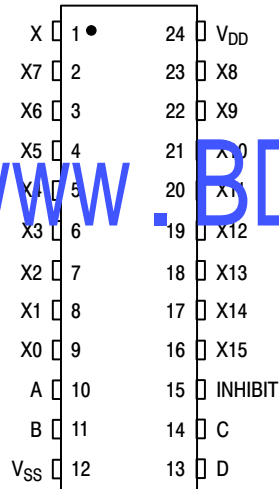 X 1 24 VDD
X7 2 23 X8
X6 3 22 X9
X5 4 21 X10
X4 5 20 X11
www.BD
X3 6 19 X12
X2 7 18 X13
X1 8 17 X14
X0 9 16 X15
A 10 15 INHIBIT
B 11 14 C
VSS 12 13 D